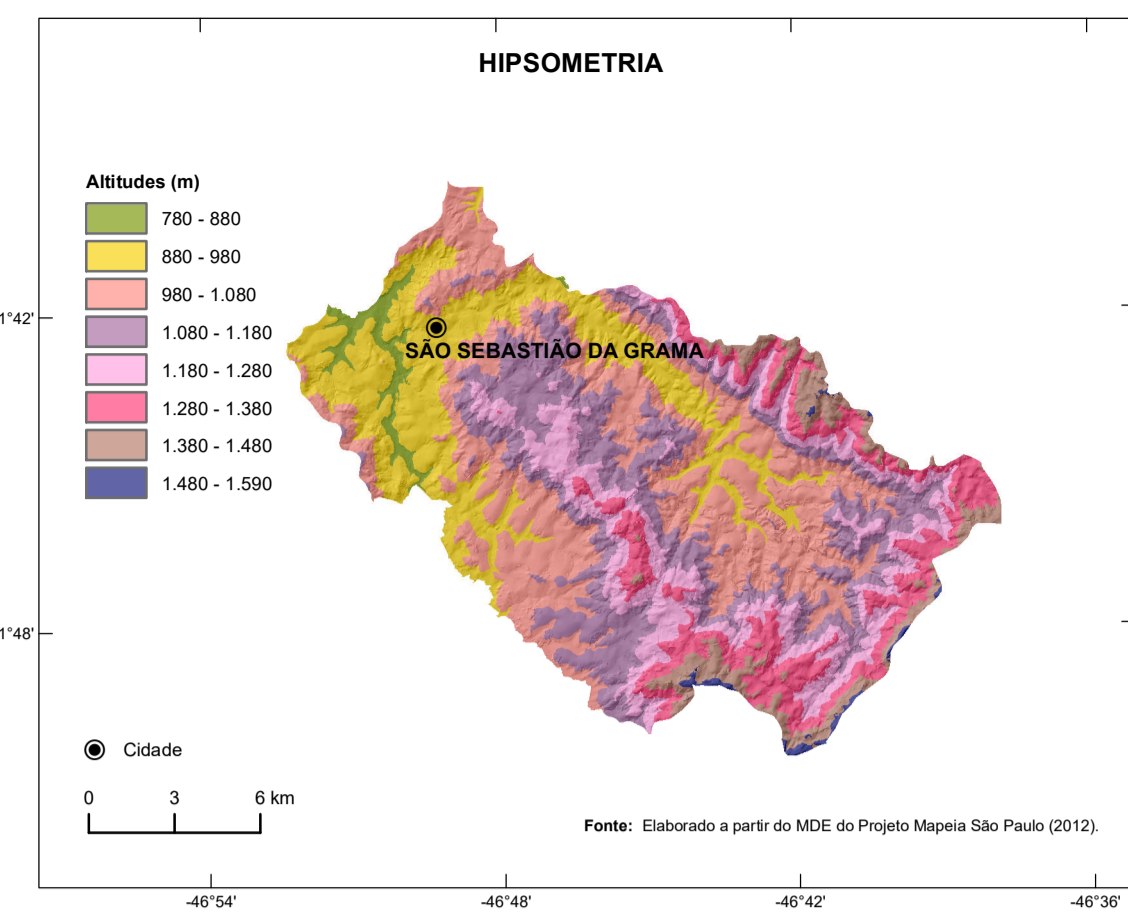 HIPSOMETRIA
Altitudes (m)
780 - 880
880 - 980
980 - 1.080
1.080 - 1.180
1.180 - 1.280
1.280 - 1.380
1.380 - 1.480
1.480 - 1.590
1°42'
SÃO SEBASTIÃO DA GRAMA
1°48'
Cidade
0 3 6 km
Fonte: Elaborado a partir do MDE do Projeto Mapeia São Paulo (2012).
-46°54' -46°48' -46°42' -46°36'